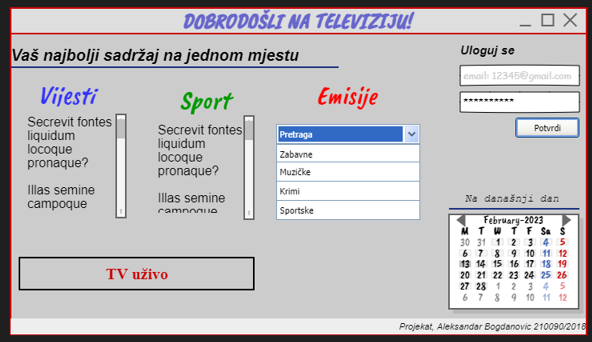 DOBRODOŠLI NA TELEVIZIJU!
Vaš najbolji sadržaj na jednom mjestu
Uloguj se
email: 12345@gmail.com
**********
Potvrdi
Vijesti
Secrevit fontes
liquidum
locoque
pronaque?
Illas semine
campoque
Sport
Secrevit fontes
liquidum
locoque
pronaque?
Illas semine
campoque
Emisije
Pretraga
Zabavne
Muzičke
Krimi
Sportske
TV uživo
Na današnji dan
February-2023
M T W T F Sa S
30 31 1 2 3 4 5
6 7 8 9 10 11 12
13 14 15 16 17 18 19
20 21 22 23 24 25 26
27 28 1 2 3 4 5
6 7 8 9 10 11 12
Projekat, Aleksandar Bogdanovic 210090/2018